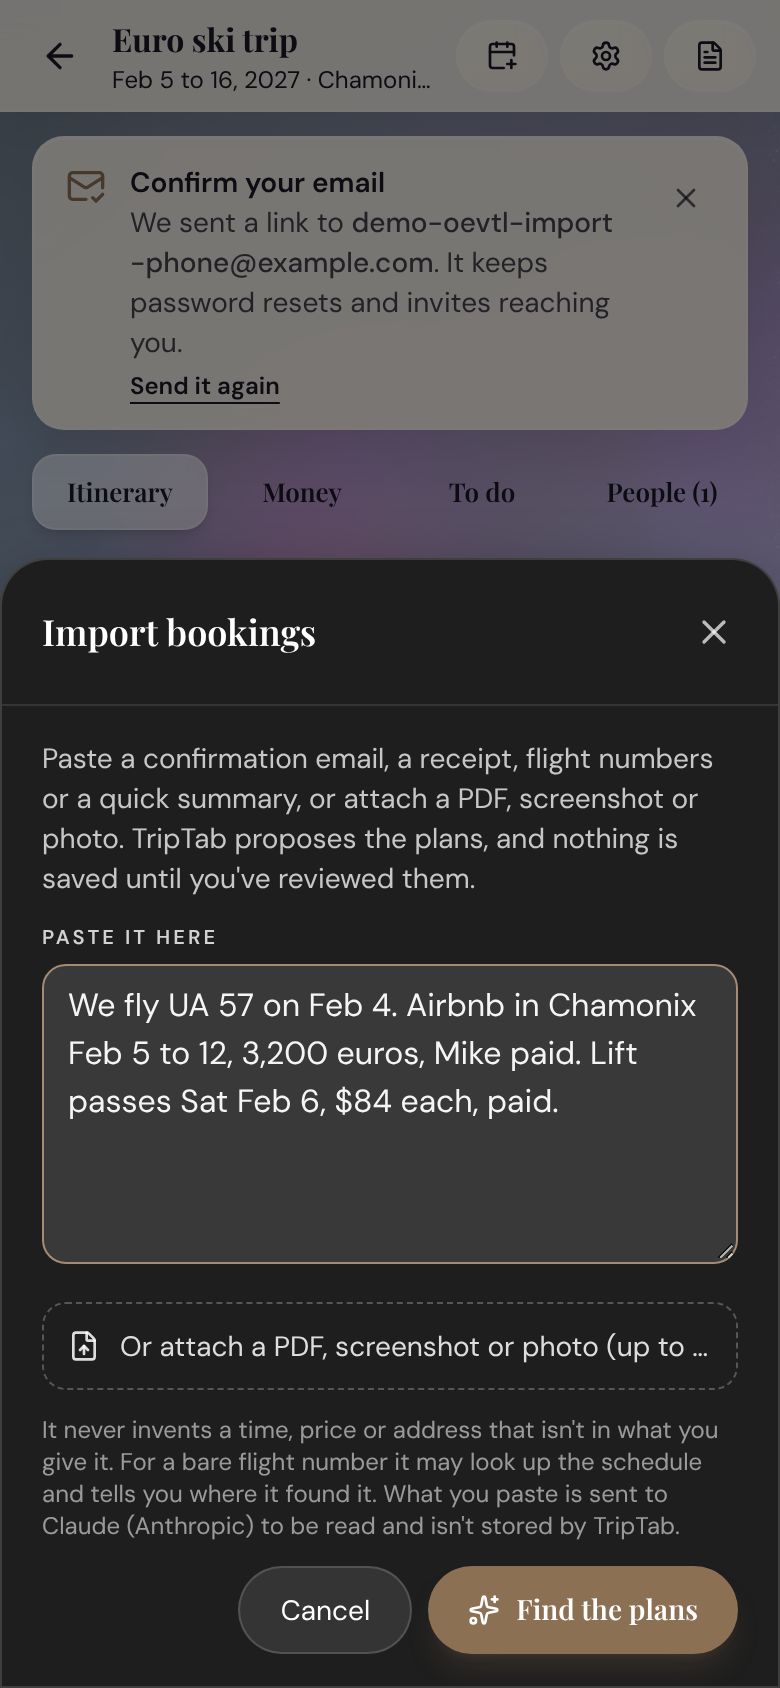 Euro ski trip
Feb 5 to 16, 2027 · Chamoni...
Confirm your email
We sent a link to demo-oevtl-import
-phone@example.com. It keeps
password resets and invites reaching
you.
Send it again
Itinerary
Money
To do
People (1)
Import bookings
Paste a confirmation email, a receipt, flight numbers
or a quick summary, or attach a PDF, screenshot or
photo. TripTab proposes the plans, and nothing is
saved until you've reviewed them.
PASTE IT HERE
We fly UA 57 on Feb 4. Airbnb in Chamonix
Feb 5 to 12, 3,200 euros, Mike paid. Lift
passes Sat Feb 6, $84 each, paid.
Or attach a PDF, screenshot or photo (up to ...
It never invents a time, price or address that isn't in what you
give it. For a bare flight number it may look up the schedule
and tells you where it found it. What you paste is sent to
Claude (Anthropic) to be read and isn't stored by TripTab.
Cancel
Find the plans